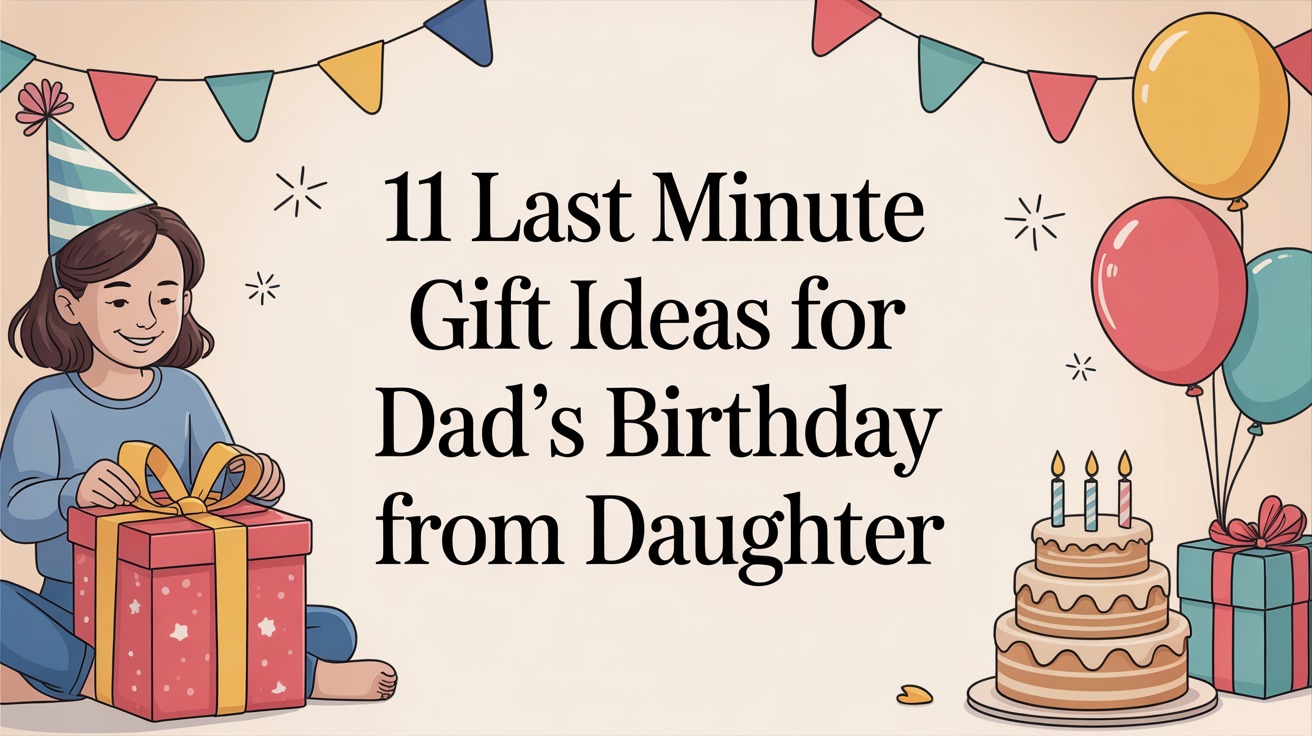 11 Last Minute
Gift Ideas for
Dad’s Birthday
from Daughter